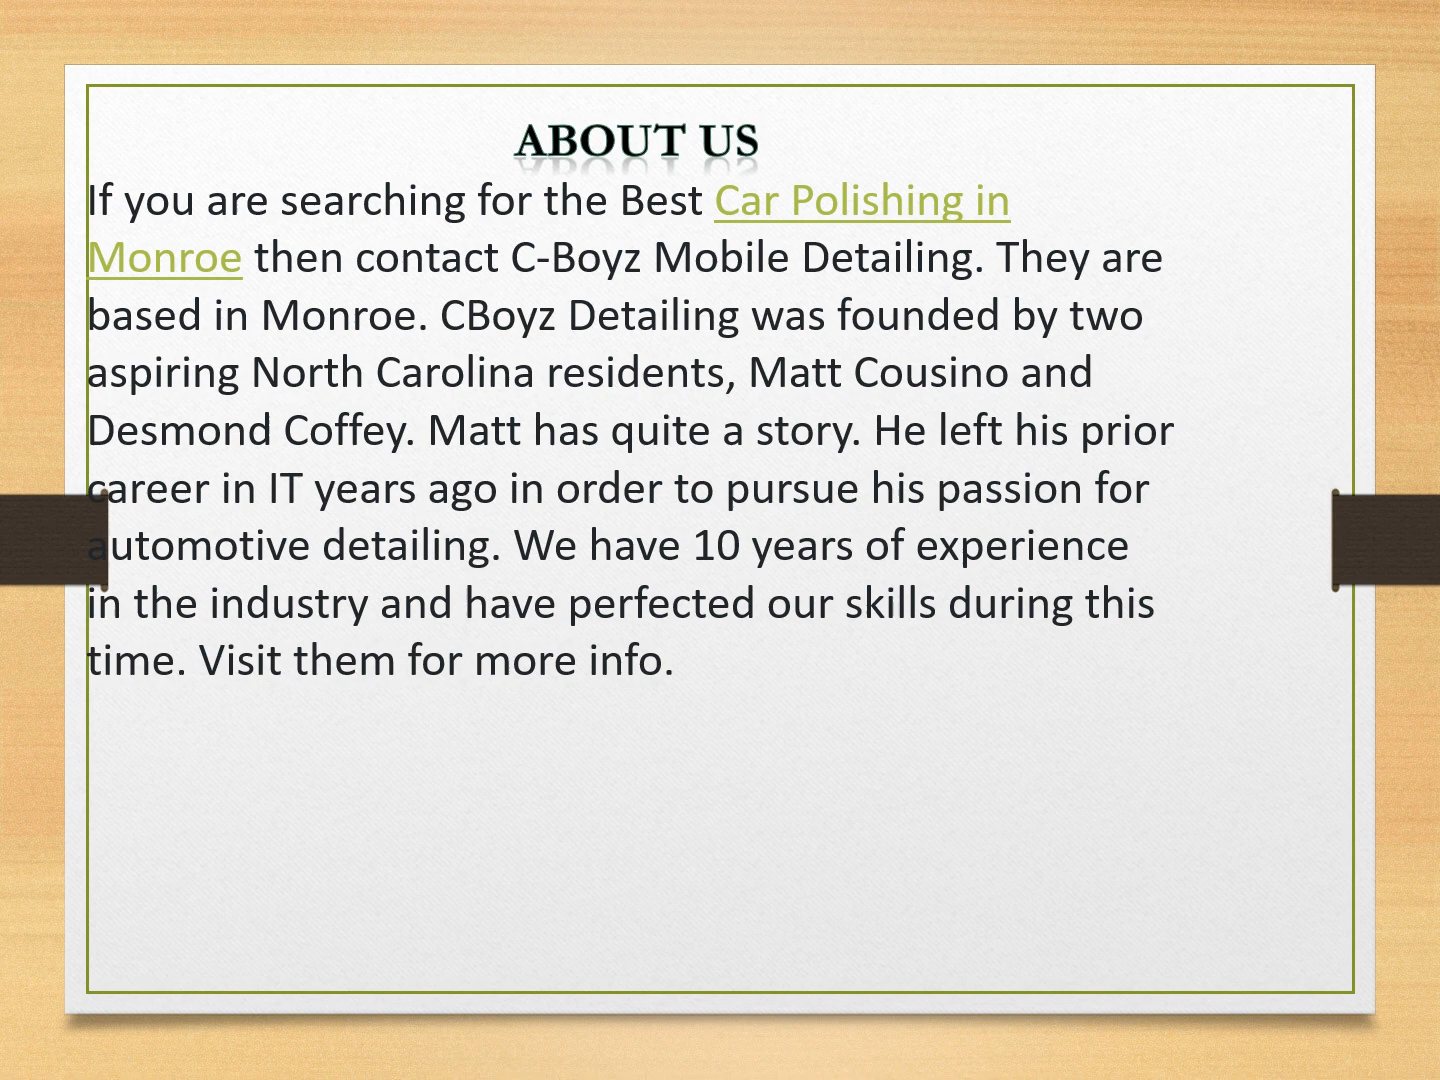 ABOUT US
If you are searching for the Best Car Polishing in
Monroe then contact C-Boyz Mobile Detailing. They are
based in Monroe. CBoyz Detailing was founded by two
aspiring North Carolina residents, Matt Cousino and
Desmond Coffey. Matt has quite a story. He left his prior
career in IT years ago in order to pursue his passion for
automotive detailing. We have 10 years of experience
in the industry and have perfected our skills during this
time. Visit them for more info.